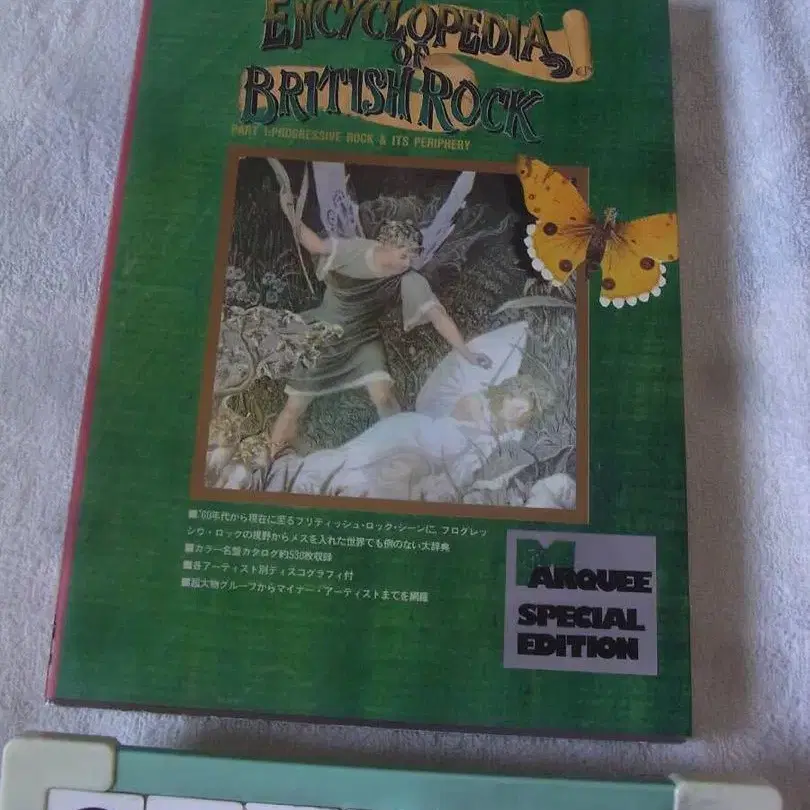 ENCYCLOPEDIA
OF
BRITISH ROCK
PART I:PROGRESSIVE ROCK & ITS PERIPHERY
■'60年代から現在に至るブリティッシュ・ロック・シーンに、プログレッ
シヴ・ロックの視野からメスを入れた世界でも例のない大辞典
■カラー名盤カタログ約530枚収録
■各アーティスト別ディスコグラフィ付
■超大物グループからマイナー・アーティストまでを網羅
MARQUEE
SPECIAL
EDITION